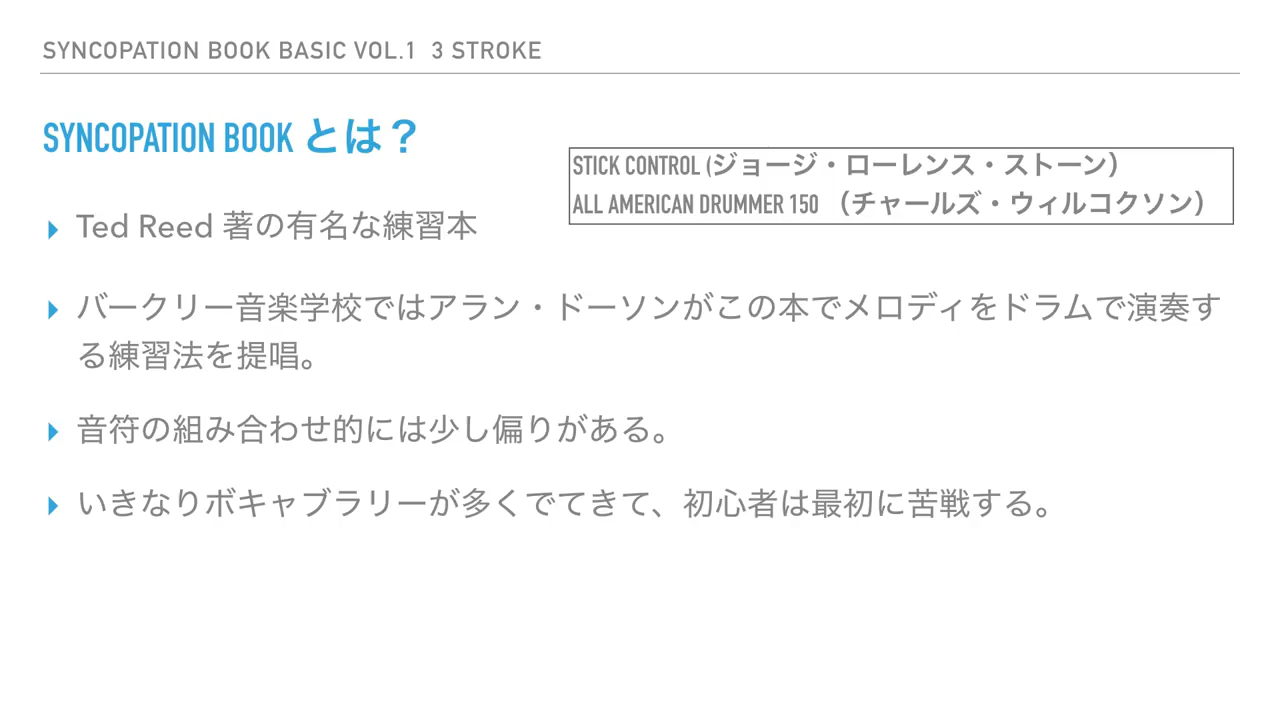 SYNCOPATION BOOK BASIC VOL.1 3 STROKE
SYNCOPATION BOOK とは？
STICK CONTROL (ジョージ・ローレンス・ストーン）
ALL AMERICAN DRUMMER 150 （チャールズ・ウィルコクソン）
▸ Ted Reed 著の有名な練習本
▸ バークリー音楽学校ではアラン・ドーソンがこの本でメロディをドラムで演奏す
る練習法を提唱。
▸ 音符の組み合わせ的には少し偏りがある。
▸ いきなりボキャブラリーが多くでてきて、初心者は最初に苦戦する。